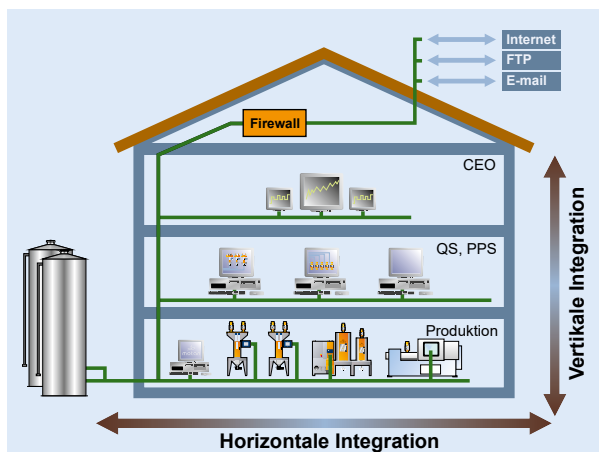 Internet
FTP
E-mail
Firewall
CEO
QS, PPS
Produktion
Vertikale Integration
Horizontale Integration